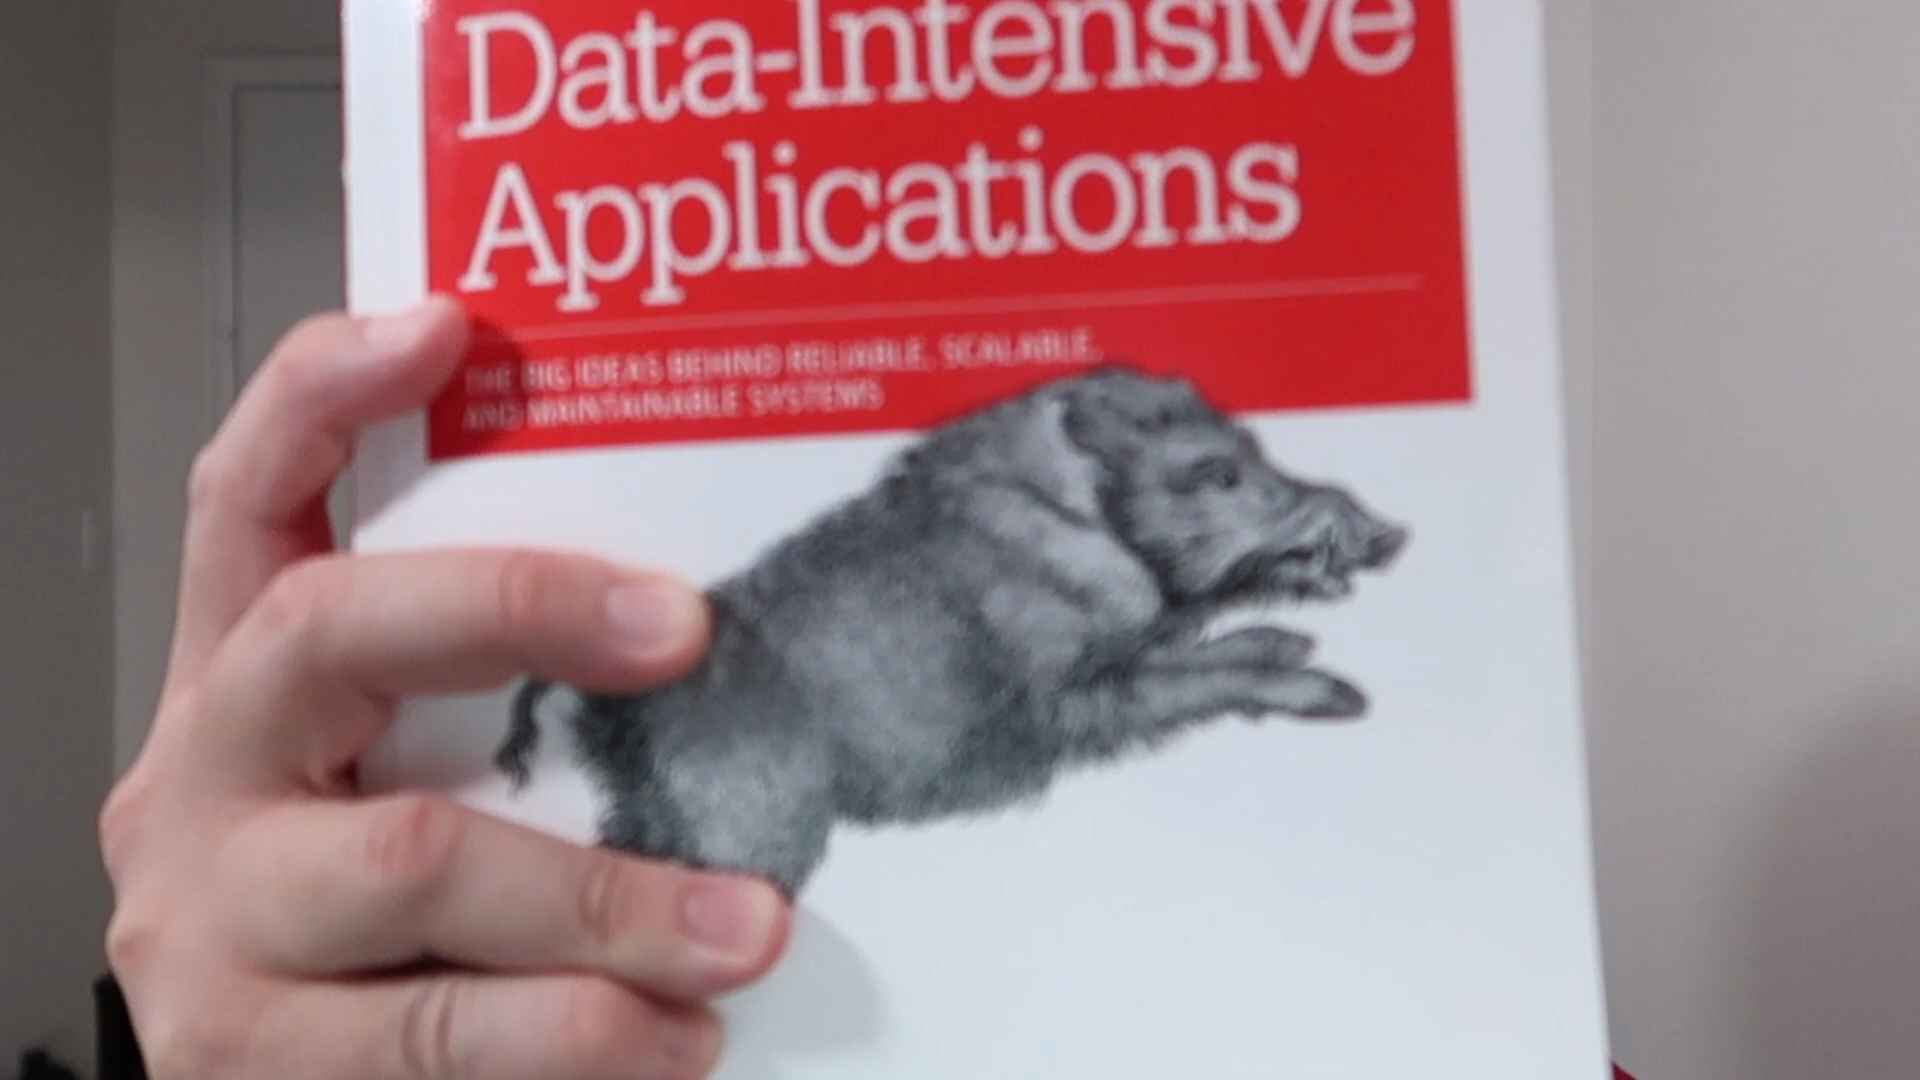 Data-Intensive
Applications
THE BIG IDEAS BEHIND RELIABLE, SCALABLE,
AND MAINTAINABLE SYSTEMS